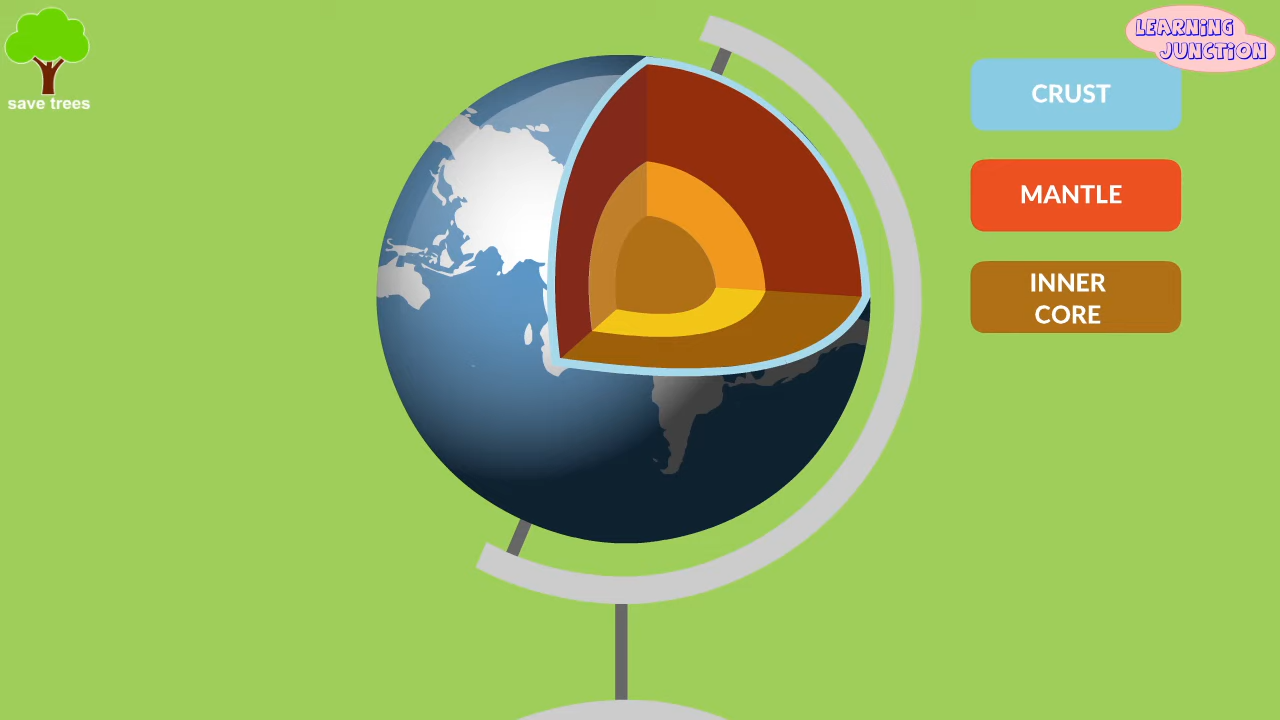 LEARNING
JUNCTION
save trees
CRUST
MANTLE
INNER
CORE